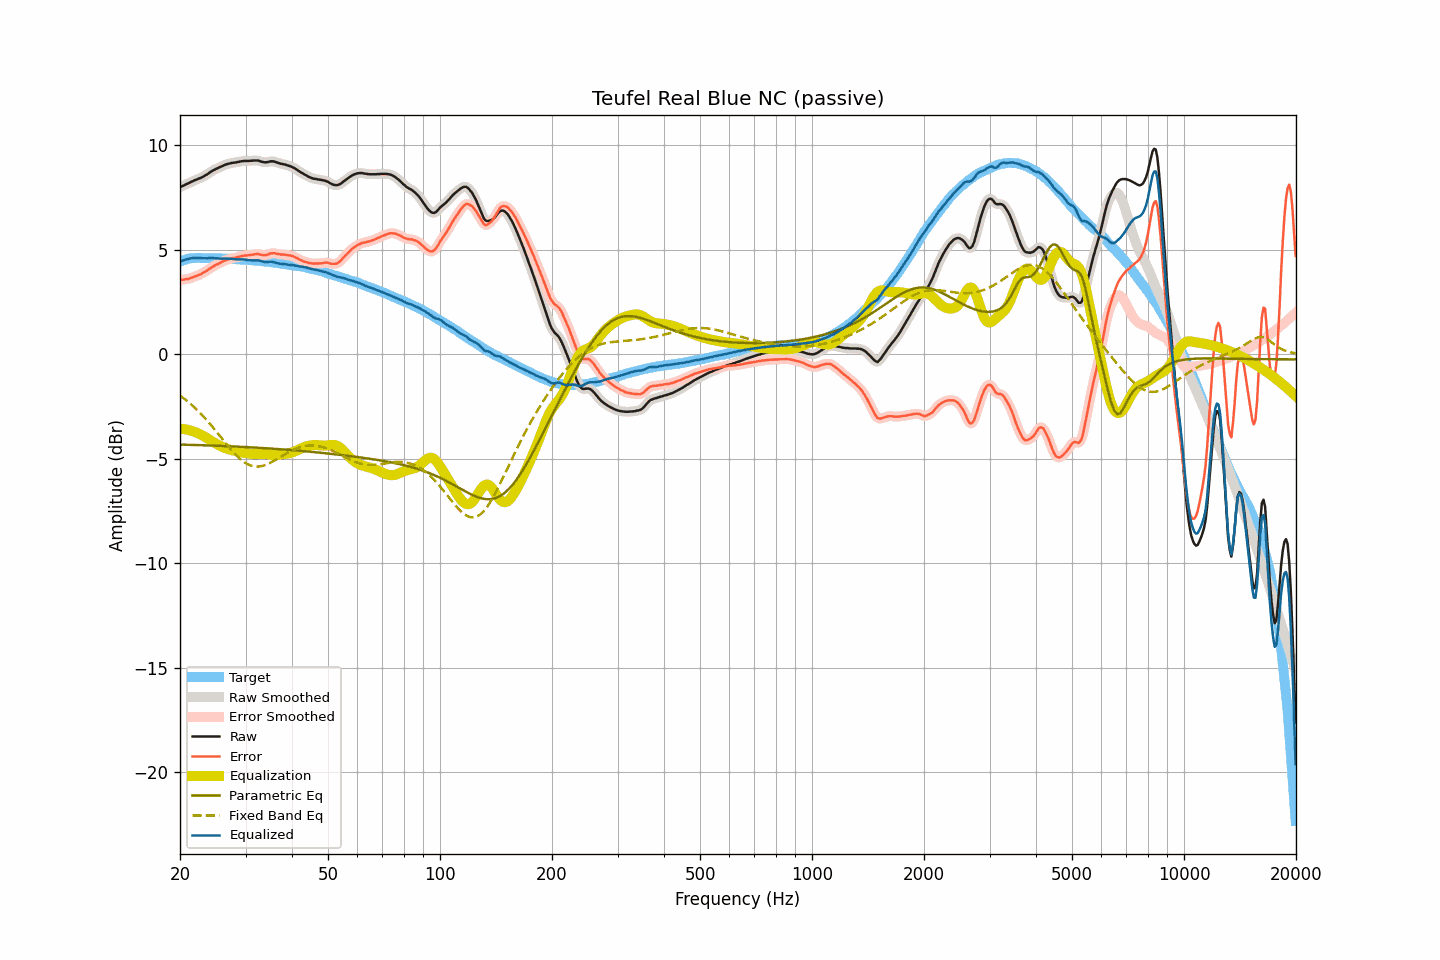 Teufel Real Blue NC (passive)
10
5
0
−5
−10
−15
−20
Amplitude (dBr)
Target
Raw Smoothed
Error Smoothed
Raw
Error
Equalization
Parametric Eq
Fixed Band Eq
Equalized
20 50 100 200 500 1000 2000 5000 10000 20000
Frequency (Hz)